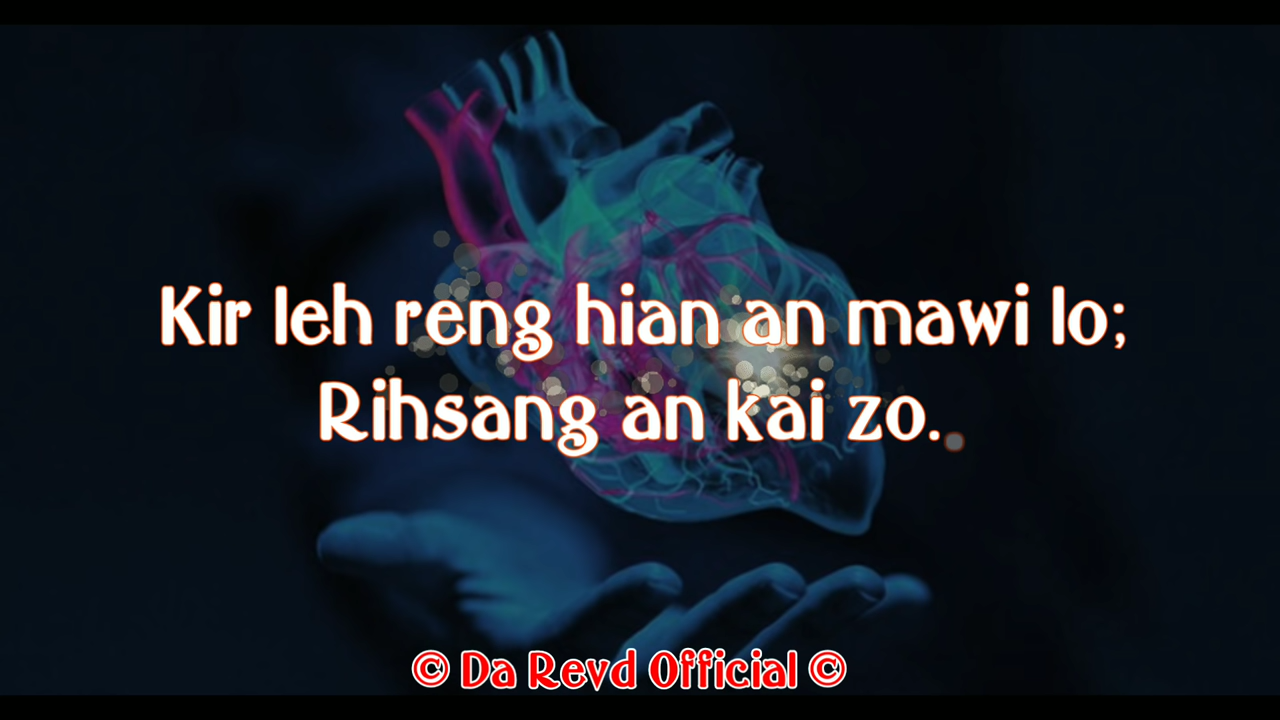 Kir leh reng hian an mawi lo;
Rihsang an kai zo.
© Da Revd Official ©